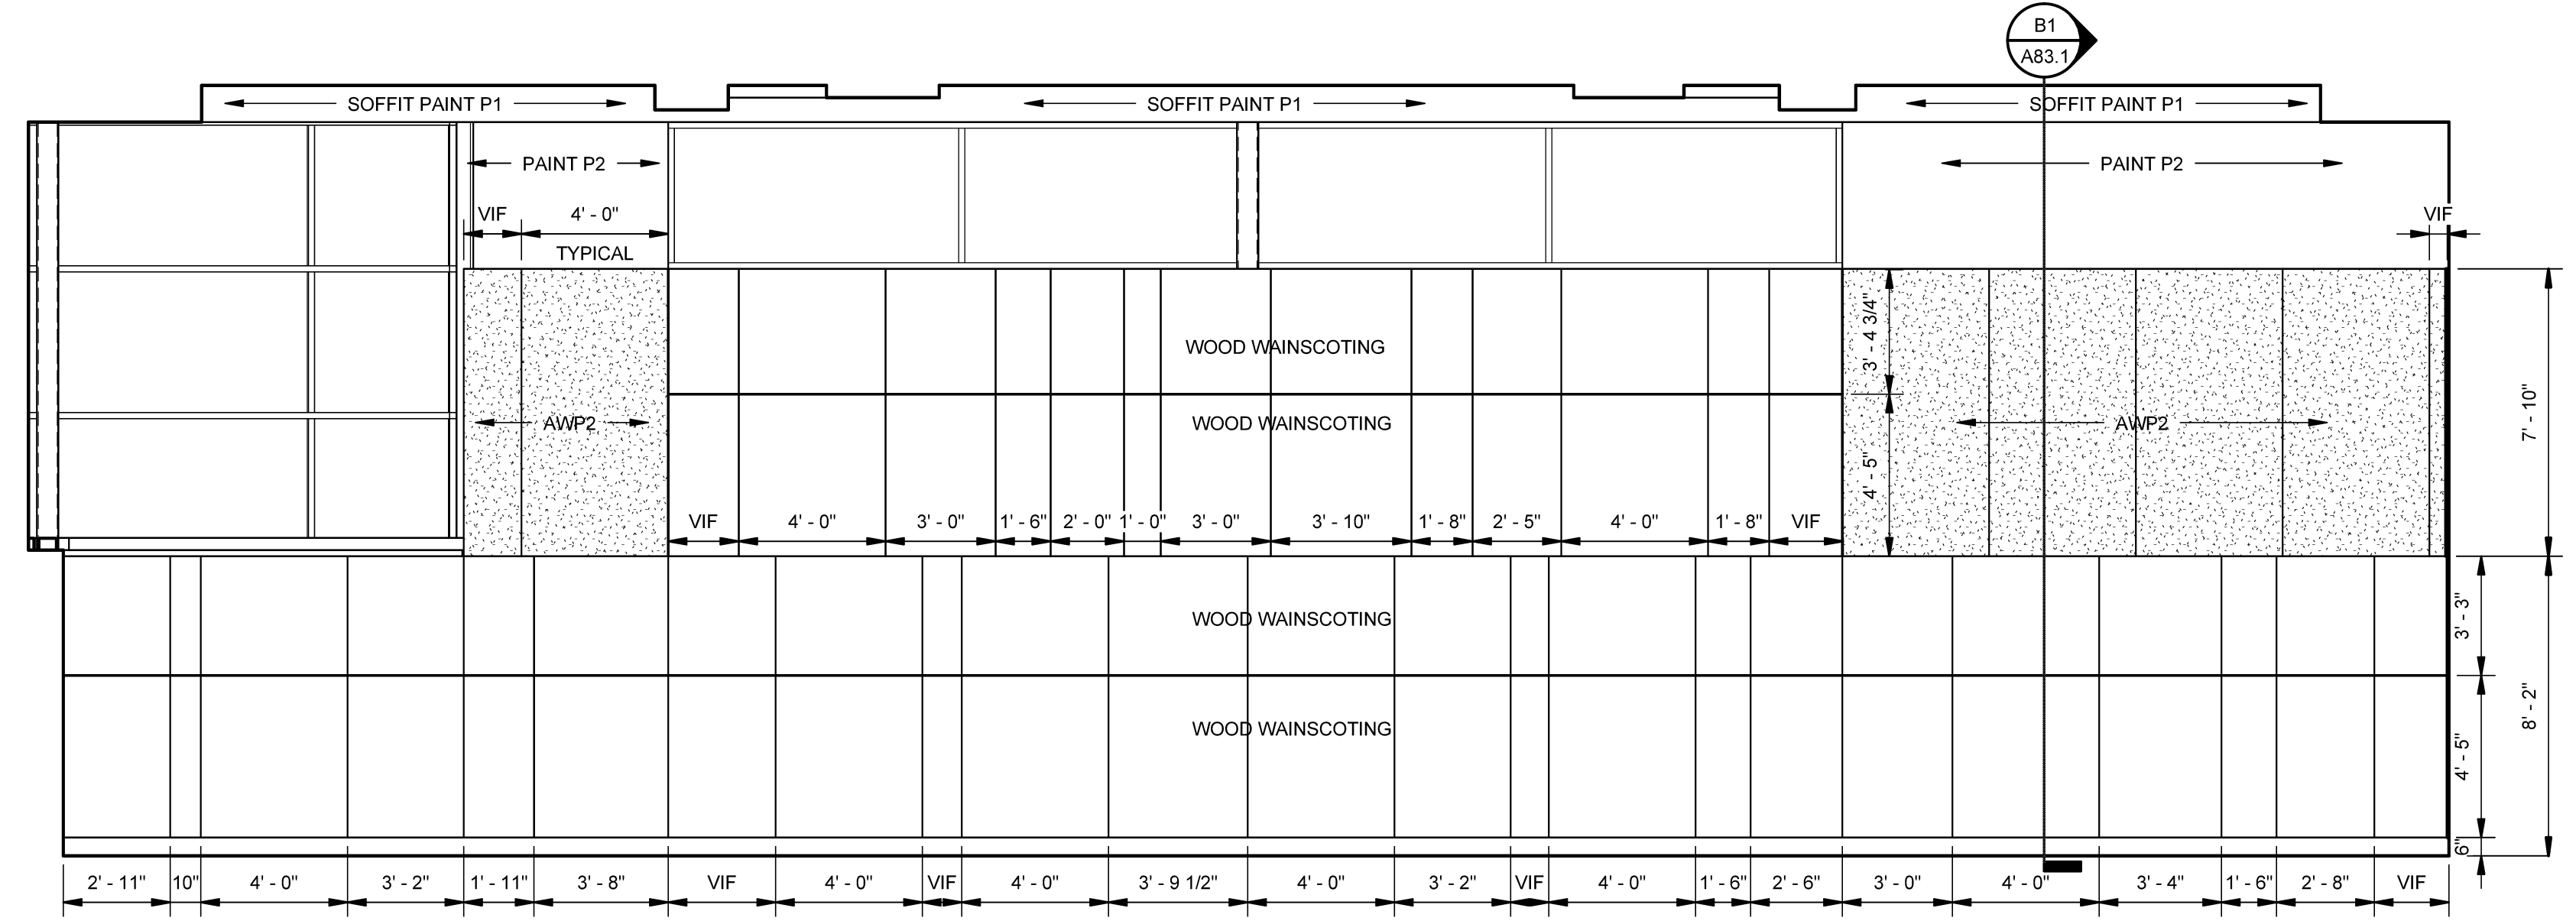 B1
A83.1
SOFFIT PAINT P1
SOFFIT PAINT P1
SOFFIT PAINT P1
PAINT P2
PAINT P2
VIF
4' - 0"
VIF
TYPICAL
3' - 4 3/4"
WOOD WAINSCOTING
7' - 10"
AWP2
WOOD WAINSCOTING
AWP2
4' - 5"
VIF
4' - 0"
3' - 0"
1' - 6"
2' - 0"
1' - 0"
3' - 0"
3' - 10"
1' - 8"
2' - 5"
4' - 0"
1' - 8"
VIF
WOOD WAINSCOTING
3' - 3"
8' - 2"
WOOD WAINSCOTING
4' - 5"
6"
2' - 11"
10"
4' - 0"
3' - 2"
1' - 11"
3' - 8"
VIF
4' - 0"
VIF
4' - 0"
3' - 9 1/2"
4' - 0"
3' - 2"
VIF
4' - 0"
1' - 6"
2' - 6"
3' - 0"
4' - 0"
3' - 4"
1' - 6"
2' - 8"
VIF